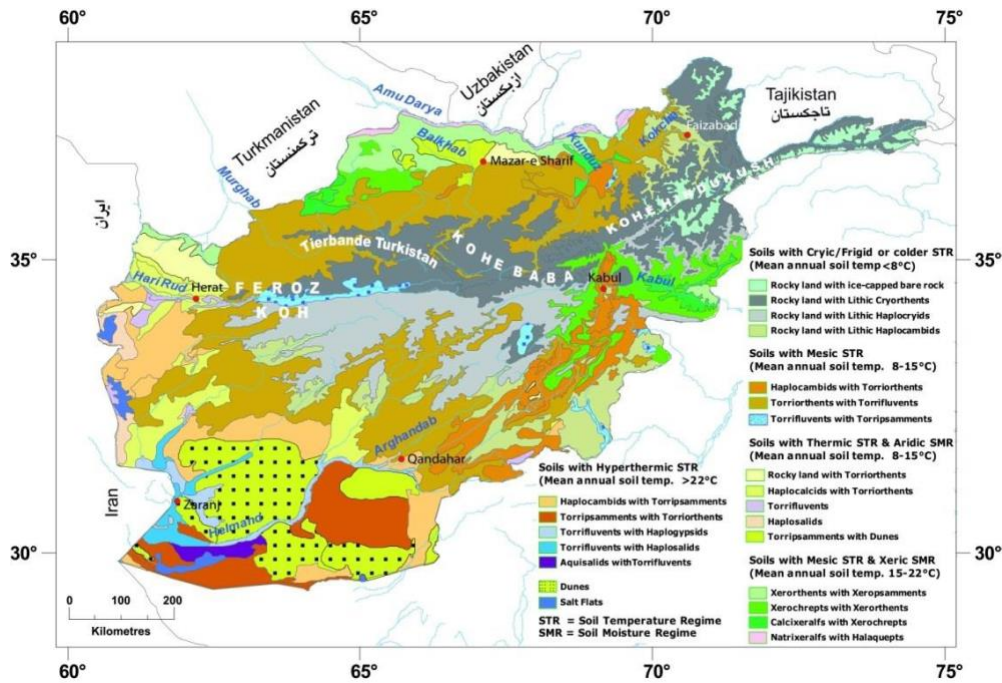 60°
65°
70°
75°
Uzbekistan
ازبكستان
Tajikistan
تاجكستان
Amu Darya
Turkmanistan
تركمنستان
Faizabad
Kokcha
Kunduz
Balkhab
Mazar-e Sharif
Murghab
ايران
KOHE HINDUKUSH
Tierbande Turkistan
KOHE BABA
35°
35°
Hari Rud
Herat
FEROZ
KOH
Kabul
Kabul
Arghandab
Qandahar
Iran
Zaranj
Helmand
30°
30°
Soils with Cryic/Frigid or colder STR
(Mean annual soil temp <8°C)
Rocky land with ice-capped bare rock
Rocky land with Lithic Cryorthents
Rocky land with Lithic Haplocryids
Rocky land with Lithic Haplocambids
Soils with Mesic STR
(Mean annual soil temp. 8-15°C)
Haplocambids with Torriorthents
Torriorthents with Torrifluvents
Torrifluvents with Torripsamments
Soils with Thermic STR & Aridic SMR
(Mean annual soil temp. 8-15°C)
Rocky land with Torriorthents
Haplocalcids with Torriorthents
Torrifluvents
Haplosalids
Torripsamments with Dunes
Soils with Mesic STR & Xeric SMR
(Mean annual soil temp. 15-22°C)
Xerorthents with Xeropsamments
Xerochrepts with Xerorthents
Calcixeralfs with Xerochrepts
Natrixeralfs with Halaquepts
Soils with Hyperthermic STR
(Mean annual soil temp. >22°C)
Haplocambids with Torripsamments
Torripsamments with Torriorthents
Torrifluvents with Haplogypsids
Torrifluvents with Haplosalids
Aquisalids withTorrifluvents
Dunes
Salt Flats
STR = Soil Temperature Regime
SMR = Soil Moisture Regime
0 100 200
Kilometres
60°
65°
70°
75°